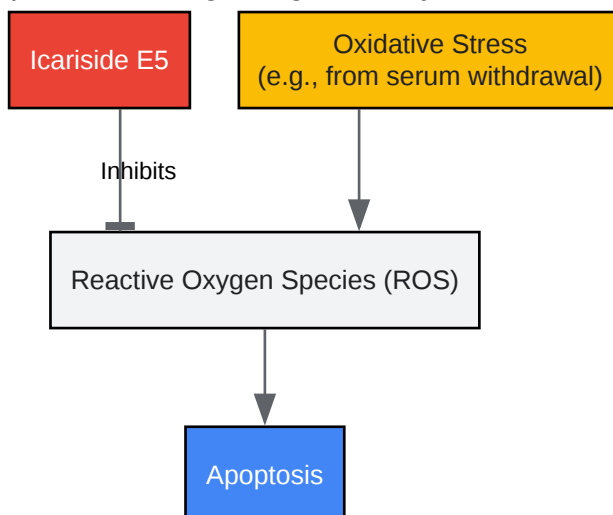 Icariside E5
Oxidative Stress
(e.g., from serum withdrawal)
Inhibits
Reactive Oxygen Species (ROS)
Apoptosis